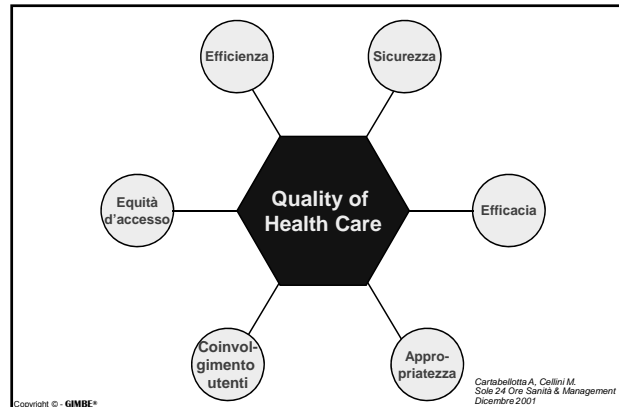 Efficienza
Sicurezza
Equità
d'accesso
Quality of
Health Care
Efficacia
Coinvol-
gimento
utenti
Appro-
priatezza
Cartabellotta A, Cellini M.
Sole 24 Ore Sanità & Management
Dicembre 2001
Copyright © - GIMBE®